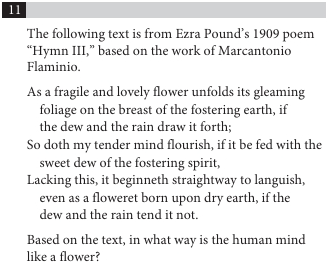 11
The following text is from Ezra Pound’s 1909 poem
“Hymn III,” based on the work of Marcantonio
Flaminio.
As a fragile and lovely flower unfolds its gleaming
foliage on the breast of the fostering earth, if
the dew and the rain draw it forth;
So doth my tender mind flourish, if it be fed with the
sweet dew of the fostering spirit,
Lacking this, it beginneth straightway to languish,
even as a floweret born upon dry earth, if the
dew and the rain tend it not.
Based on the text, in what way is the human mind
like a flower?